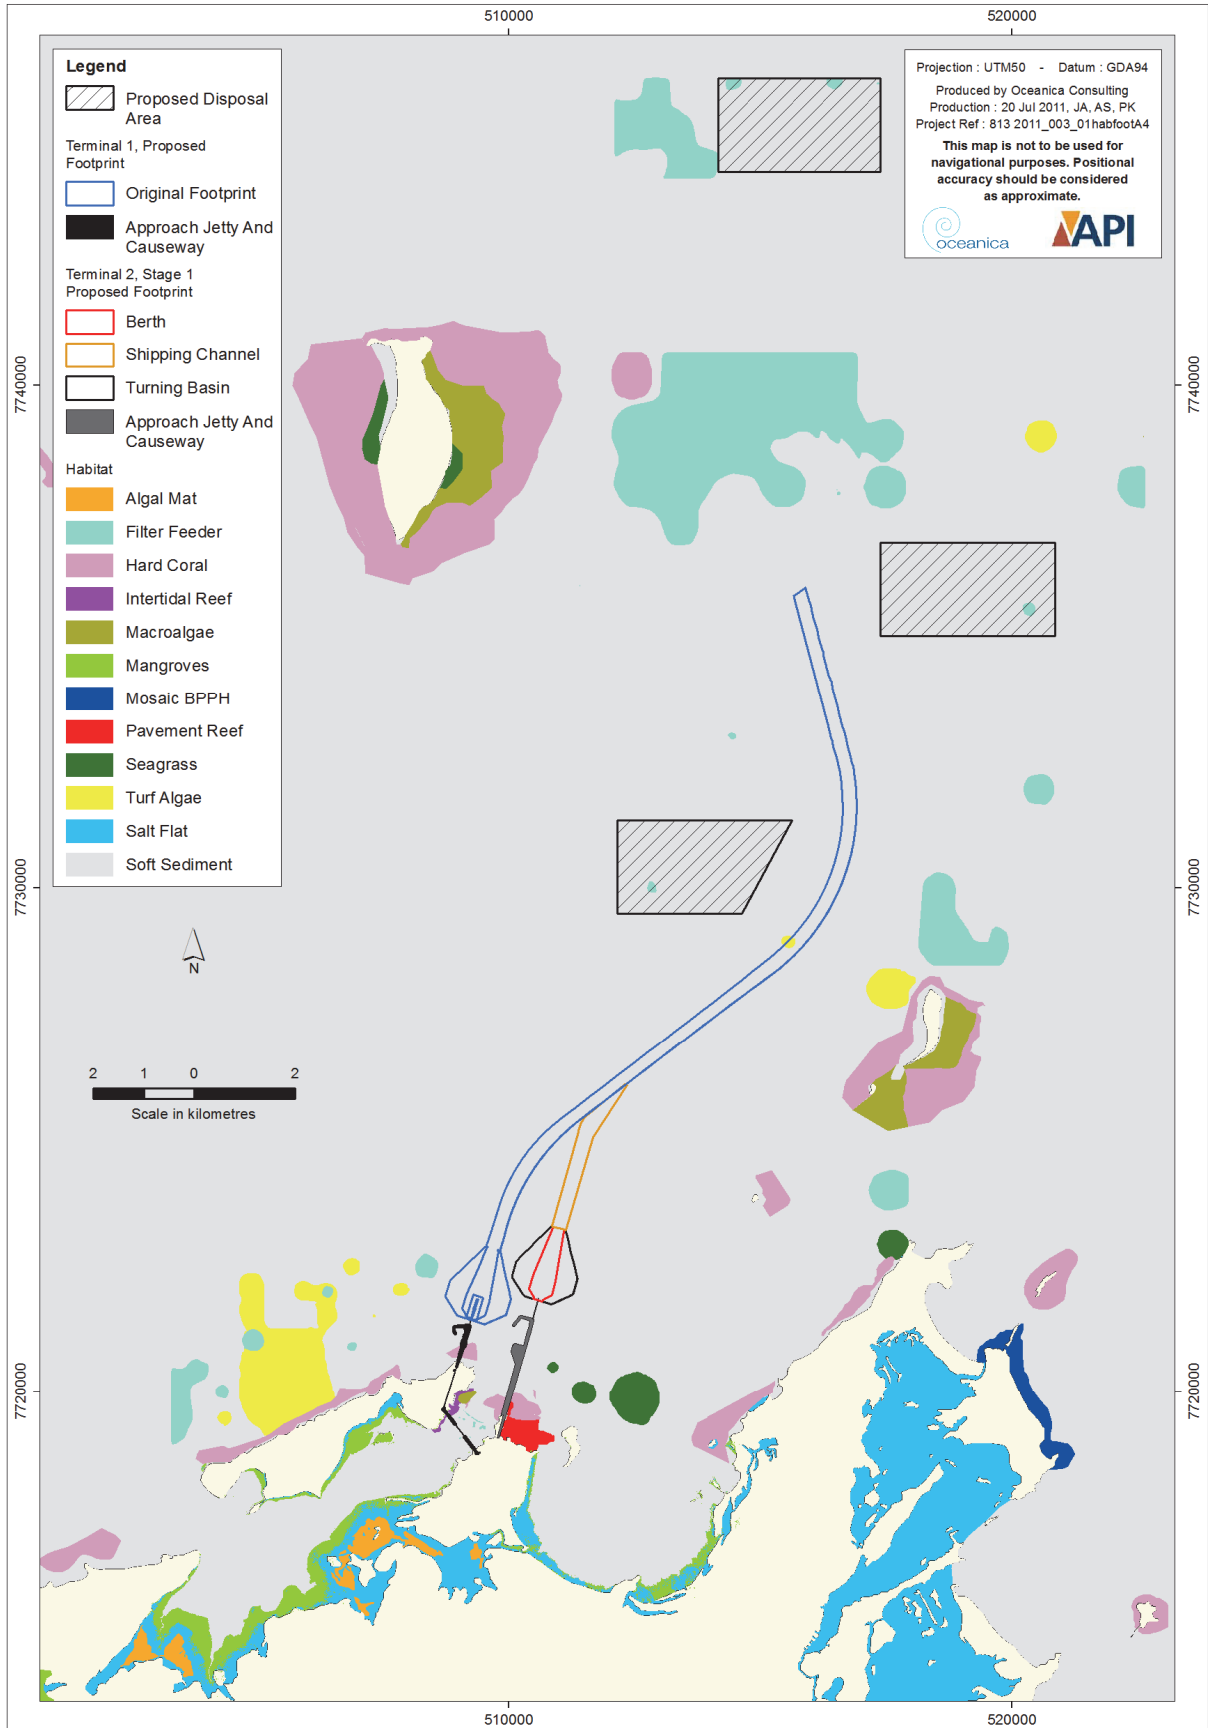 510000
520000
Legend
Proposed Disposal
Area
Terminal 1, Proposed
Footprint
Original Footprint
Approach Jetty And
Causeway
Terminal 2, Stage 1
Proposed Footprint
Berth
Shipping Channel
Turning Basin
Approach Jetty And
Causeway
Habitat
Algal Mat
Filter Feeder
Hard Coral
Intertidal Reef
Macroalgae
Mangroves
Mosaic BPPH
Pavement Reef
Seagrass
Turf Algae
Salt Flat
Soft Sediment
Projection : UTM50 - Datum : GDA94
Produced by Oceanica Consulting
Production : 20 Jul 2011, JA, AS, PK
Project Ref : 813 2011_003_01habfootA4
This map is not to be used for
navigational purposes. Positional
accuracy should be considered
as approximate.
oceanica
API
7740000
7740000
7730000
7730000
N
2 1 0 2
Scale in kilometres
7720000
7720000
510000
520000